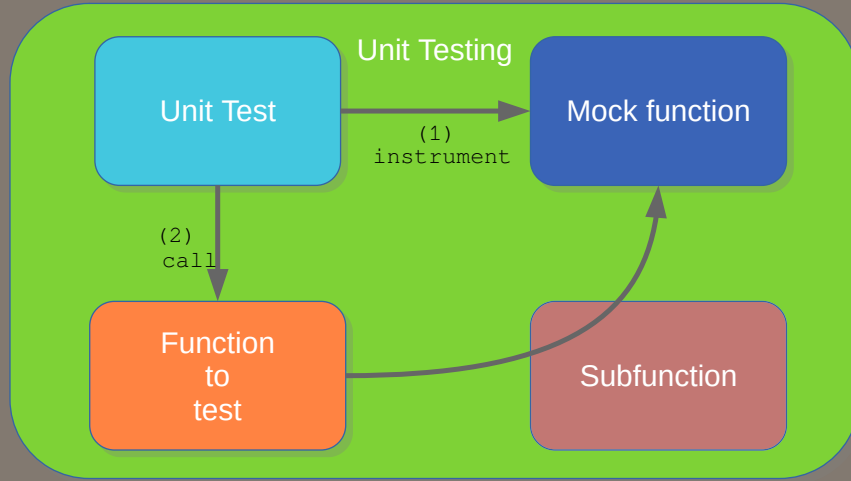 Unit Testing
Unit Test
Mock function
(1)
instrument
(2)
call
Function
to
test
Subfunction